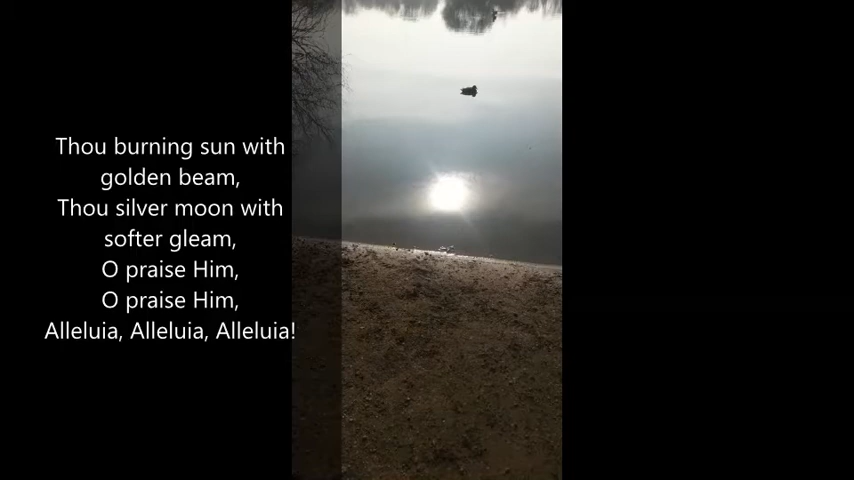 Thou burning sun with
golden beam,
Thou silver moon with
softer gleam,
O praise Him,
O praise Him,
Alleluia, Alleluia, Alleluia!